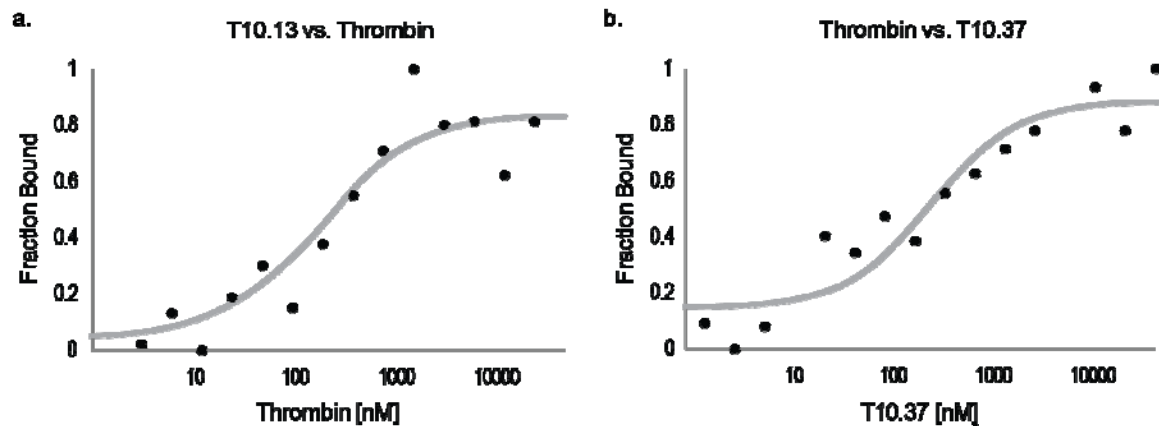 a.
T10.13 vs. Thrombin
1
0.8
0.6
0.4
0.2
0
Fraction Bound
10 100 1000 10000
Thrombin [nM]
b.
Thrombin vs. T10.37
1
0.8
0.6
0.4
0.2
0
Fraction Bound
10 100 1000 10000
T10.37 [nM]